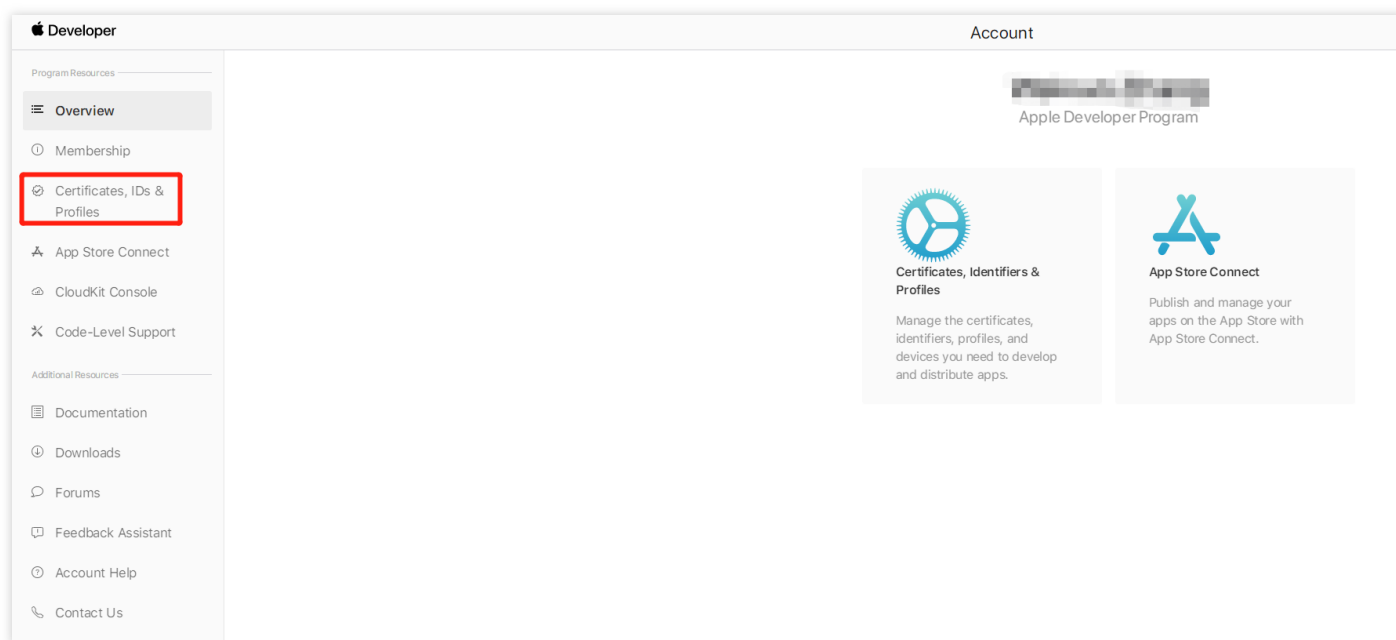 Developer
Account
Program Resources
Overview
Membership
Certificates, IDs &
Profiles
App Store Connect
CloudKit Console
Code-Level Support
Additional Resources
Documentation
Downloads
Forums
Feedback Assistant
Account Help
Contact Us
Apple Developer Program
Certificates, Identifiers &
Profiles
Manage the certificates,
identifiers, profiles, and
devices you need to develop
and distribute apps.
App Store Connect
Publish and manage your
apps on the App Store with
App Store Connect.